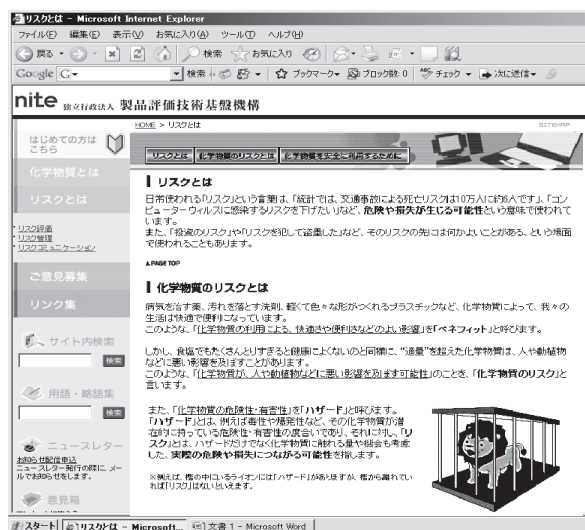 リスクとは - Microsoft Internet Explorer
ファイル(F) 編集(E) 表示(V) お気に入り(A) ツール(T) ヘルプ(H)
戻る 検索 お気に入り
Google G 検索 ブックマーク ブロック数: 0 チェック 次に送信
nite 独立行政法人 製品評価技術基盤機構
HOME > リスクとは SITEMAP
はじめての方は
こちら
リスクとは 化学物質のリスクとは 化学物質を安全に利用するために
化学物質とは
リスクとは
リスク評価
リスク管理
リスクコミュニケーション
ご意見募集
リンク集
サイト内検索
検索
用語・略語集
検索
ニュースレター
お知らせ配信申込
ニュースレター発行の際に、メー
ルでお知らせをします。
意見箱
リスクとは
日常使われる「リスク」という言葉は、「統計では、交通事故による死亡リスクは10万人に約6人です」、「コン
ピューターウィルスに感染するリスクを下げたい」など、危険や損失が生じる可能性という意味で使われて
います。
また、「投資のリスク」や「リスクを犯して盗塁した」など、そのリスクの先には何かよいことがある、という場面
で使われることもあります。
▲PAGE TOP
化学物質のリスクとは
病気を治す薬、汚れを落とす洗剤、軽くて色々な形がつくれるプラスチックなど、化学物質によって、我々の
生活は快適で便利になっています。
このような、「化学物質の利用による、快適さや便利さなどのよい影響」を「ベネフィット」と呼びます。
しかし、食塩でもたくさんとりすぎると健康によくないのと同様に、“適量”を超えた化学物質は、人や動植物
などに悪い影響を及ぼすことがあります。
このような、「化学物質が、人や動植物などに悪い影響を及ぼす可能性」のことを、「化学物質のリスク」と
言います。
また、「化学物質の危険性・有害性」を「ハザード」と呼びます。
「ハザード」とは、例えば毒性や爆発性など、その化学物質が潜
在的に持っている危険性・有害性の度合いであり、それに対し、「リ
スク」とは、ハザードだけでなく化学物質に触れる量や機会も考慮
した、実際の危険や損失につながる可能性を指します。
※例えば、檻の中にいるライオンには「ハザード」がありますが、檻から離れてい
れば「リスク」はないといえます。
スタート リスクとは - Microsoft... 文書 1 - Microsoft Word